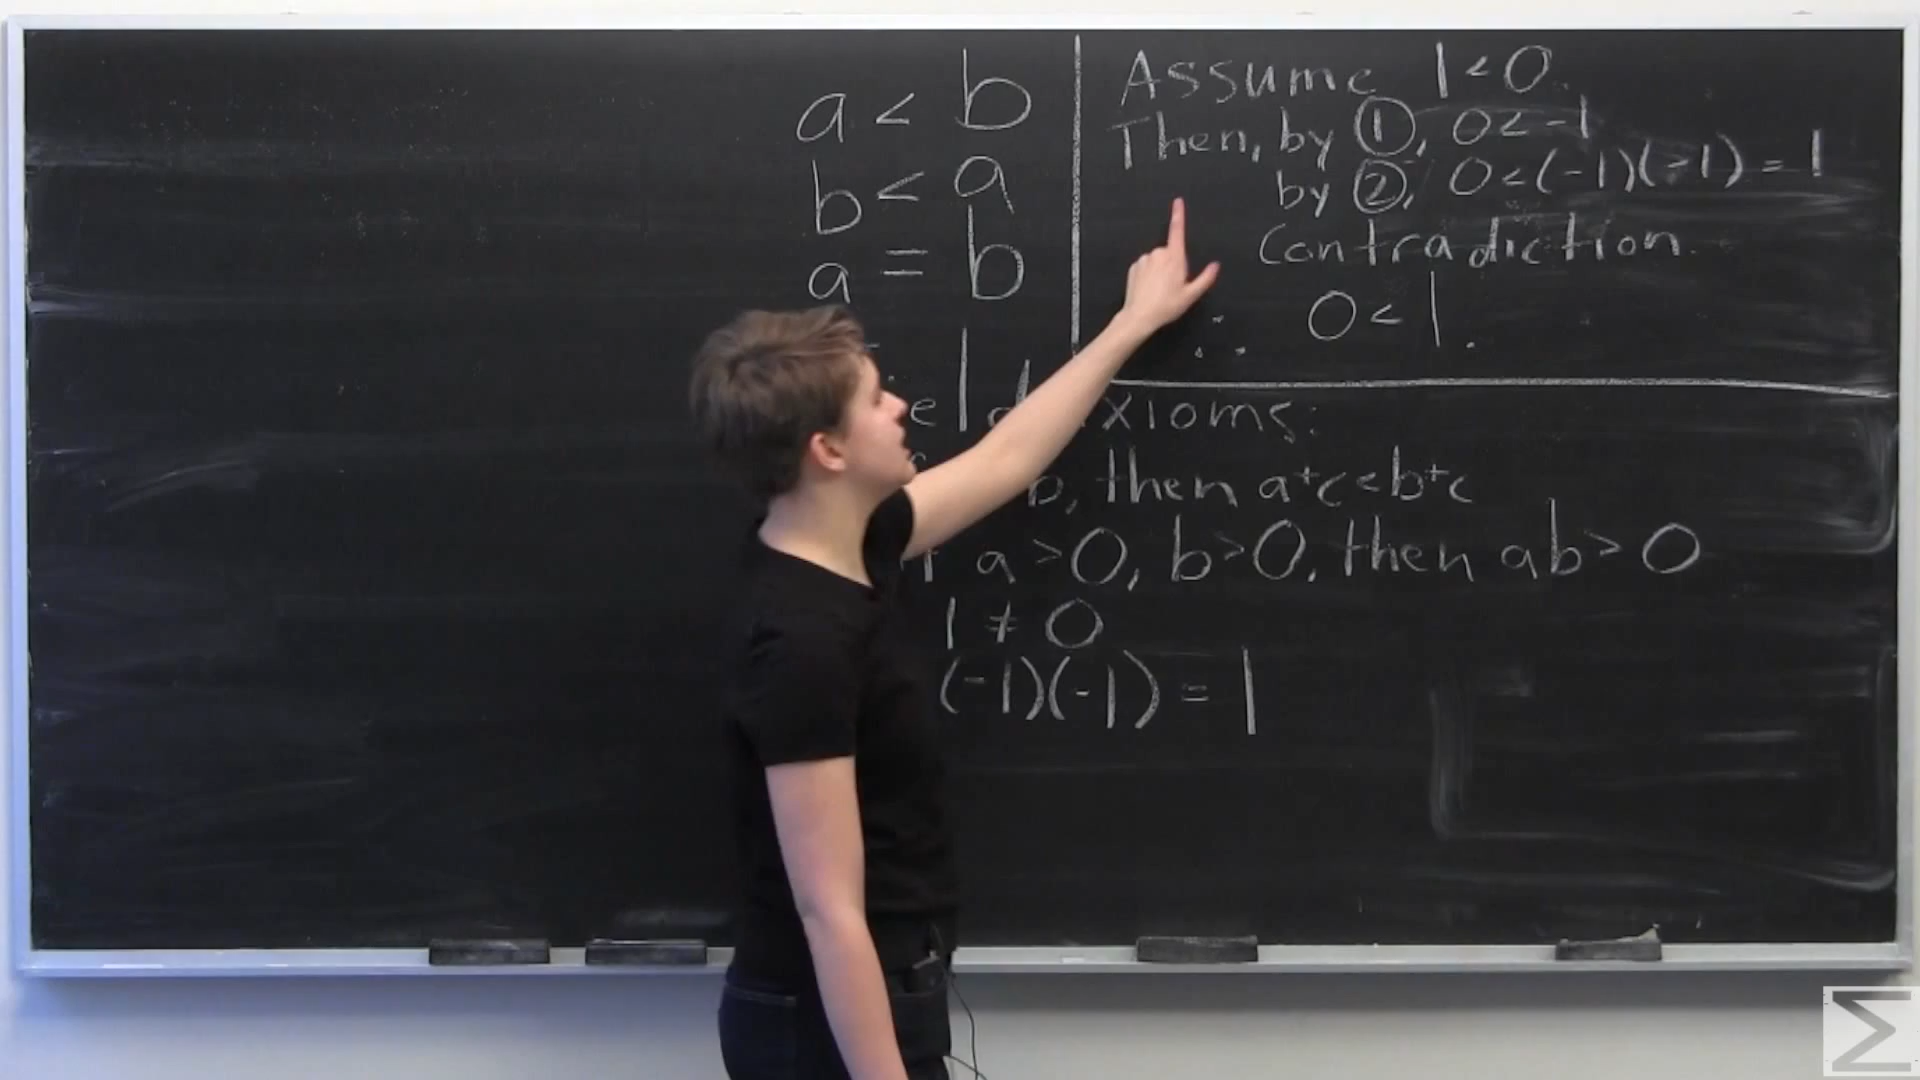 a < b
b < a
a = b
Assume 1 < 0.
Then, by ①, 0 < -1
by ②, 0 < (-1)(-1) = 1
Contradiction.
∴ 0 < 1.
xioms:
b, then a+c < b+c
a > 0, b > 0, then ab > 0
1 ≠ 0
(-1)(-1) = 1
Σ